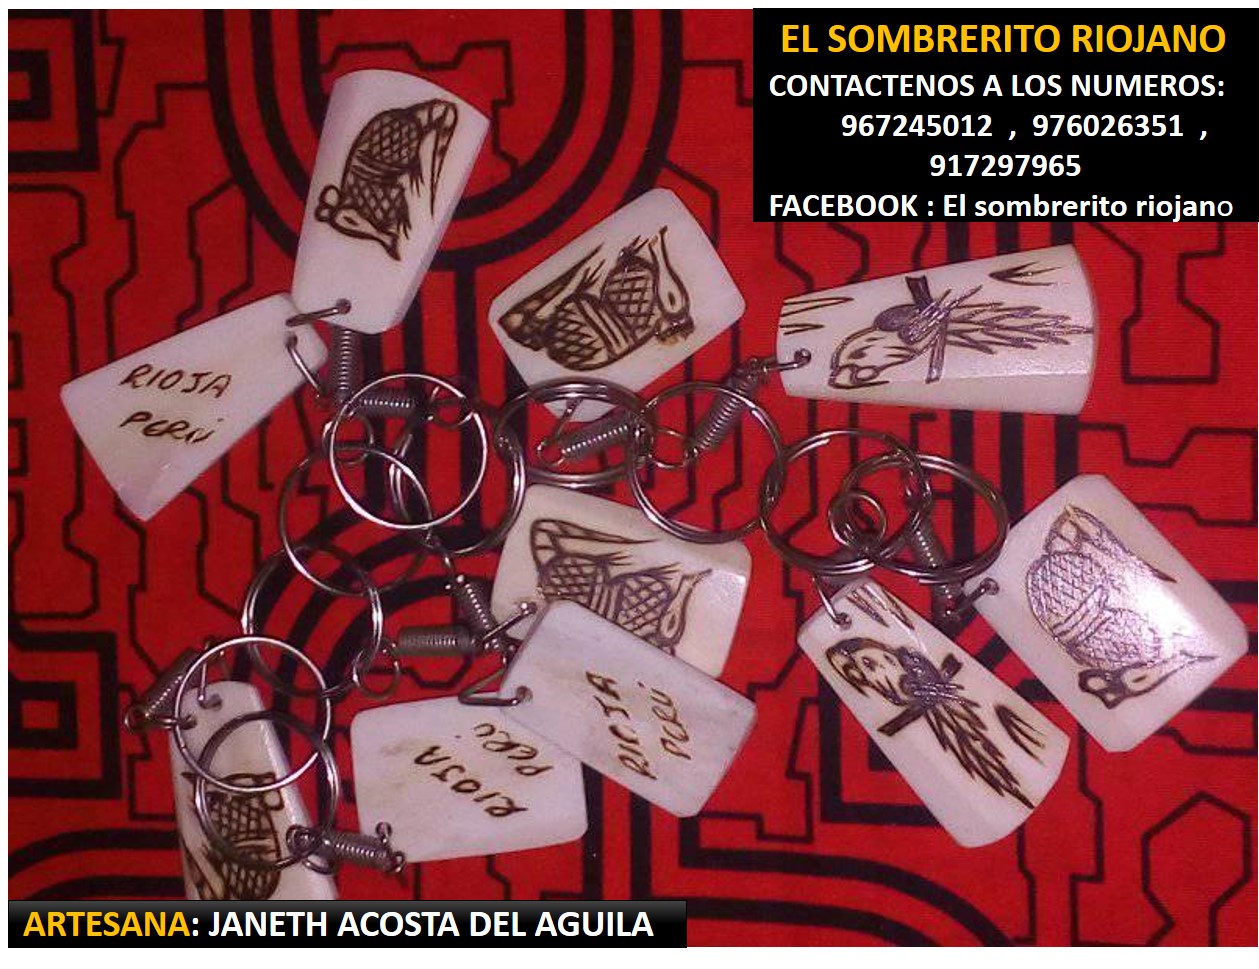 EL SOMBRERITO RIOJANO
CONTACTENOS A LOS NUMEROS:
967245012 , 976026351 ,
917297965
FACEBOOK : El sombrerito riojano
RIOJA
PERÚ
RIOJA
PERÚ
RIOJA
PERÚ
ARTESANA: JANETH ACOSTA DEL AGUILA